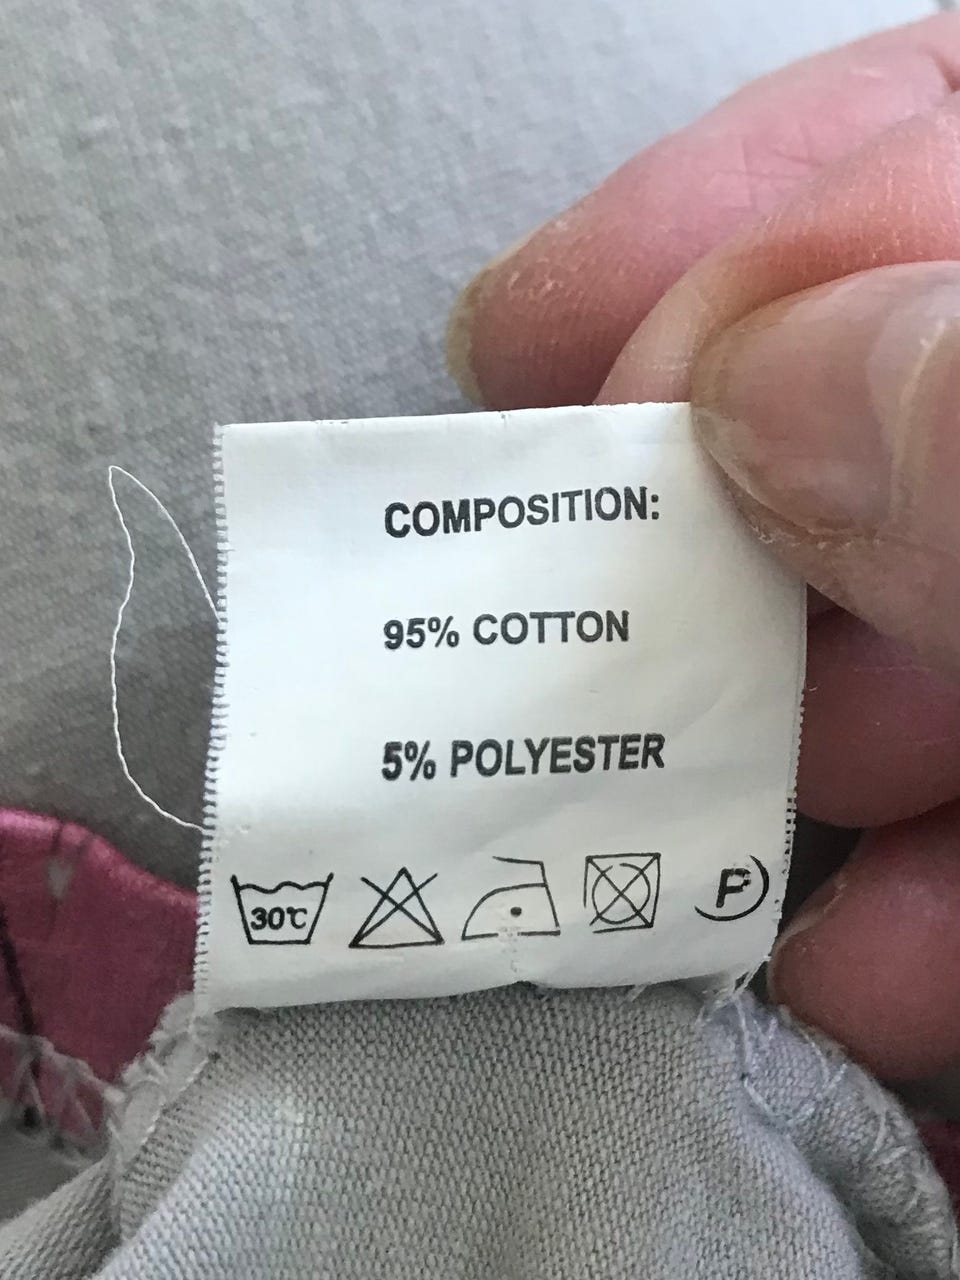 COMPOSITION:
95% COTTON
5% POLYESTER
30℃ P